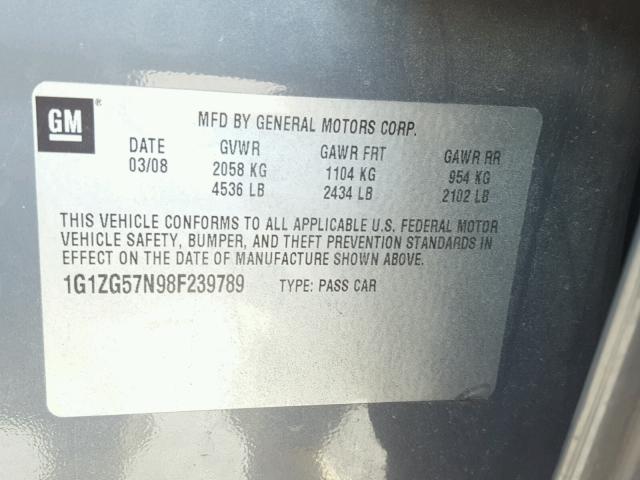 GM®
MFD BY GENERAL MOTORS CORP.
DATE GVWR GAWR FRT GAWR RR
03/08 2058 KG 1104 KG 954 KG
4536 LB 2434 LB 2102 LB
THIS VEHICLE CONFORMS TO ALL APPLICABLE U.S. FEDERAL MOTOR
VEHICLE SAFETY, BUMPER, AND THEFT PREVENTION STANDARDS IN
EFFECT ON THE DATE OF MANUFACTURE SHOWN ABOVE.
1G1ZG57N98F239789 TYPE: PASS CAR